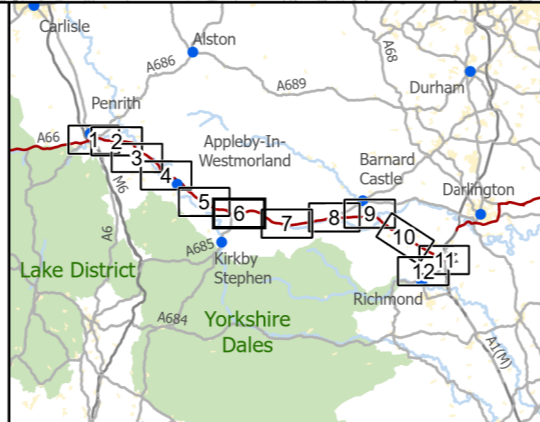 Carlisle
Alston
A686
A68
A689
Durham
Penrith
A66
1
2
3
4
5
6
7
8
9
10
11
12
Appleby-In-
Westmorland
Barnard
Castle
Darlington
M6
A6
A685
Kirkby
Stephen
Lake District
Richmond
A684
Yorkshire
Dales
A1(M)